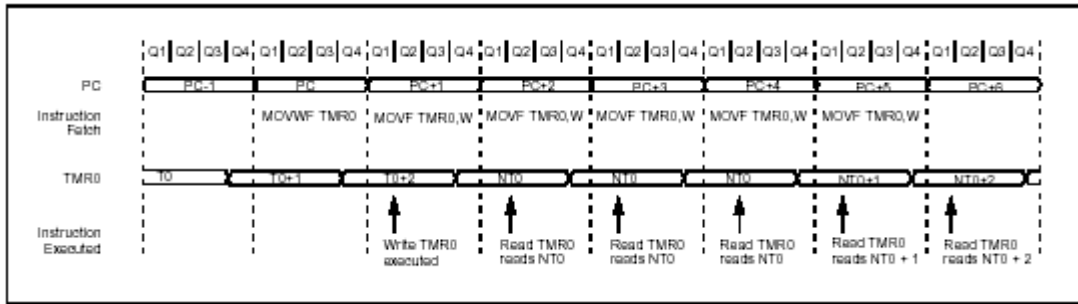 Q1 Q2 Q3 Q4 Q1 Q2 Q3 Q4 Q1 Q2 Q3 Q4 Q1 Q2 Q3 Q4 Q1 Q2 Q3 Q4 Q1 Q2 Q3 Q4 Q1 Q2 Q3 Q4 Q1 Q2 Q3 Q4
PC PC-1 PC PC+1 PC+2 PC+3 PC+4 PC+5 PC+6
Instruction
Fetch
MOVWF TMR0 MOVF TMR0,W MOVF TMR0,W MOVF TMR0,W MOVF TMR0,W MOVF TMR0,W
TMR0 T0 T0+1 T0+2 NT0 NT0 NT0 NT0+1 NT0+2
Instruction
Executed
Write TMR0
executed
Read TMR0
reads NT0
Read TMR0
reads NT0
Read TMR0
reads NT0
Read TMR0
reads NT0 + 1
Read TMR0
reads NT0 + 2